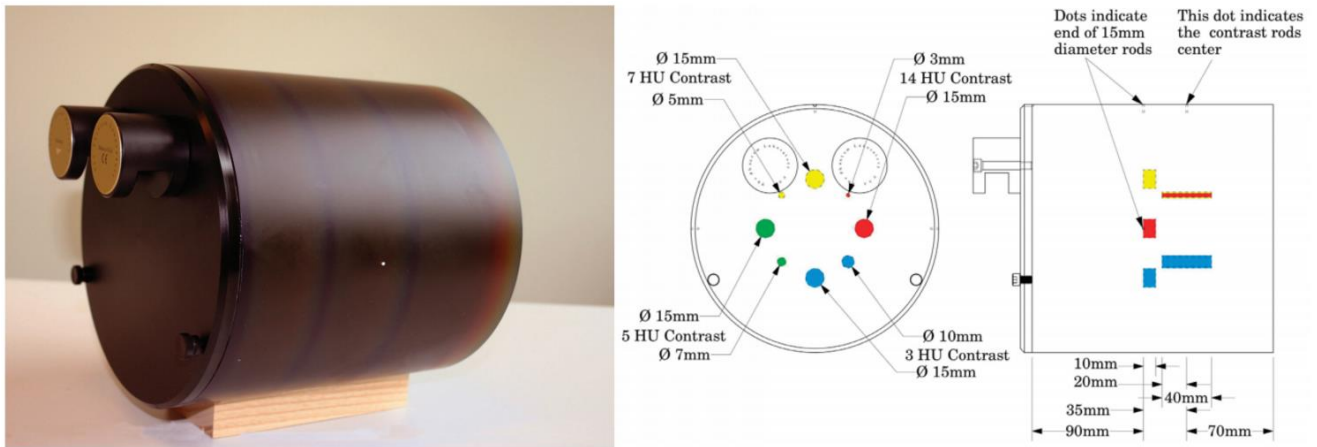 Ø 15mm
7 HU Contrast
Ø 5mm
Ø 3mm
14 HU Contrast
Ø 15mm
Ø 15mm
5 HU Contrast
Ø 7mm
Ø 10mm
3 HU Contrast
Ø 15mm
Dots indicate
end of 15mm
diameter rods
This dot indicates
the contrast rods
center
10mm
20mm
40mm
35mm
90mm
70mm